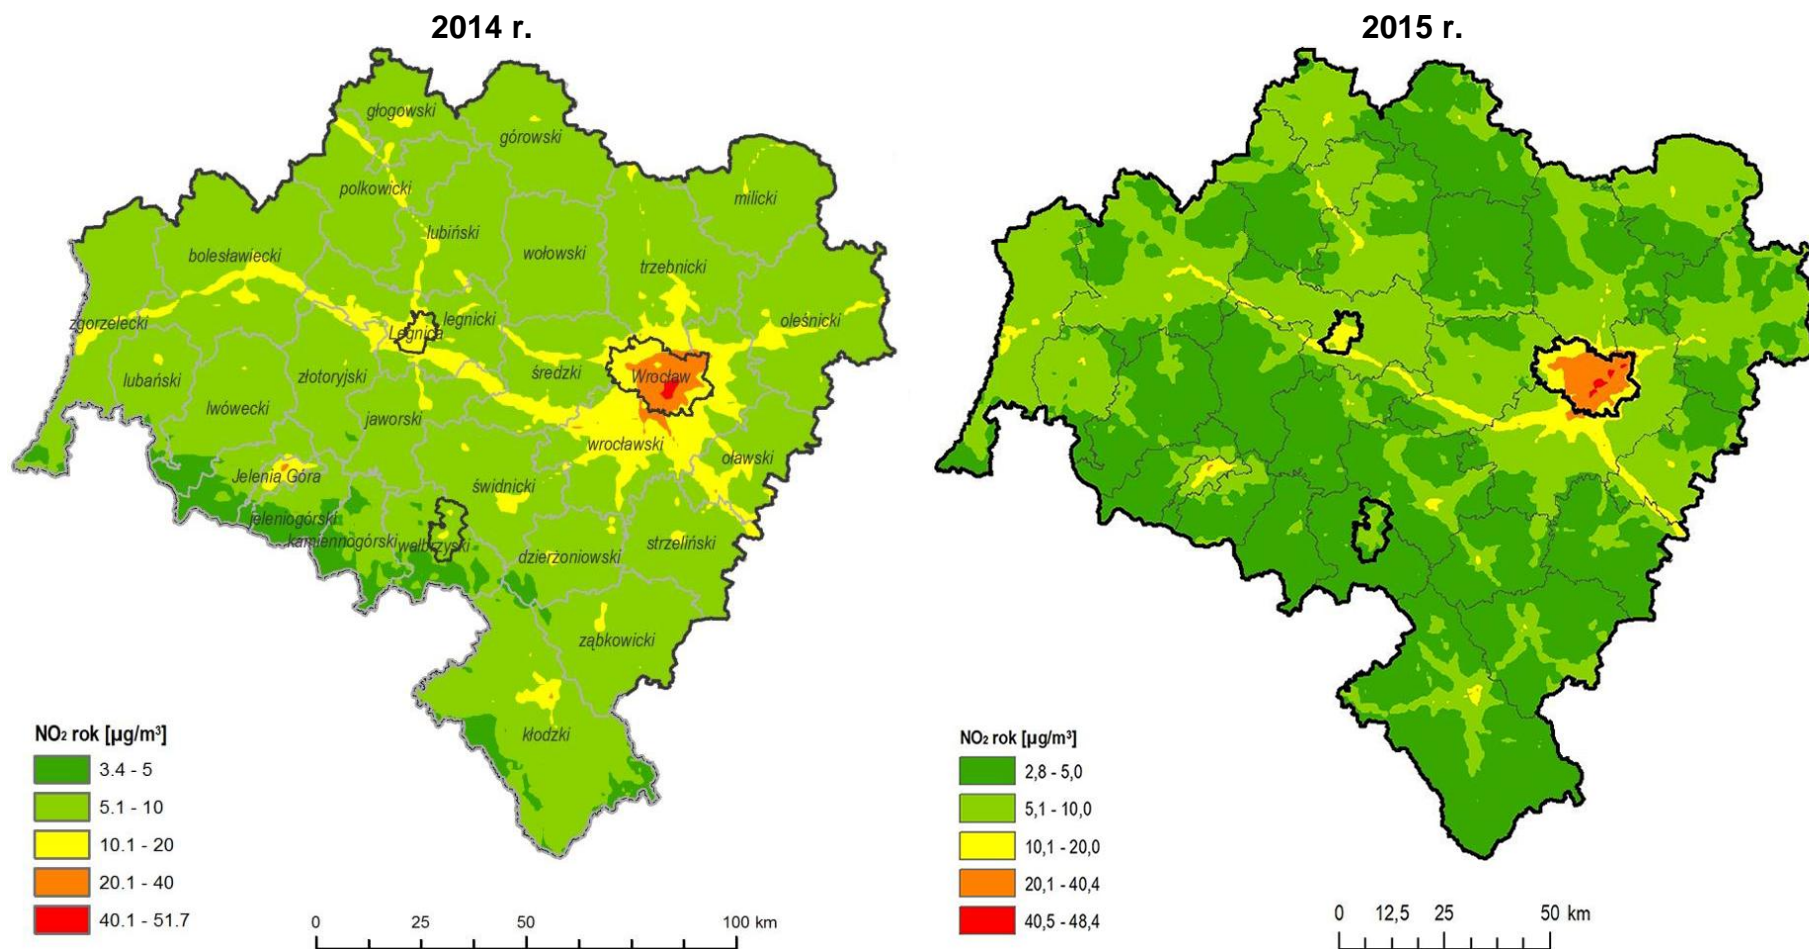 2014 r.
2015 r.
głogowski
górowski
polkowicki
milicki
lubiński
bolesławiecki
wołowski
trzebnicki
zgorzelecki
legnicki
Legnica
oleśnicki
lubański
złotoryjski
średzki
Wrocław
lwówecki
jaworski
wrocławski
oławski
Jelenia Góra
świdnicki
jeleniogórski
kamiennogórski
wałbrzyski
dzierżoniowski
strzeliński
ząbkowicki
kłodzki
NO₂ rok [µg/m³]
3.4 - 5
5.1 - 10
10.1 - 20
20.1 - 40
40.1 - 51.7
0 25 50 100 km
NO₂ rok [µg/m³]
2,8 - 5,0
5,1 - 10,0
10,1 - 20,0
20,1 - 40,4
40,5 - 48,4
0 12,5 25 50 km